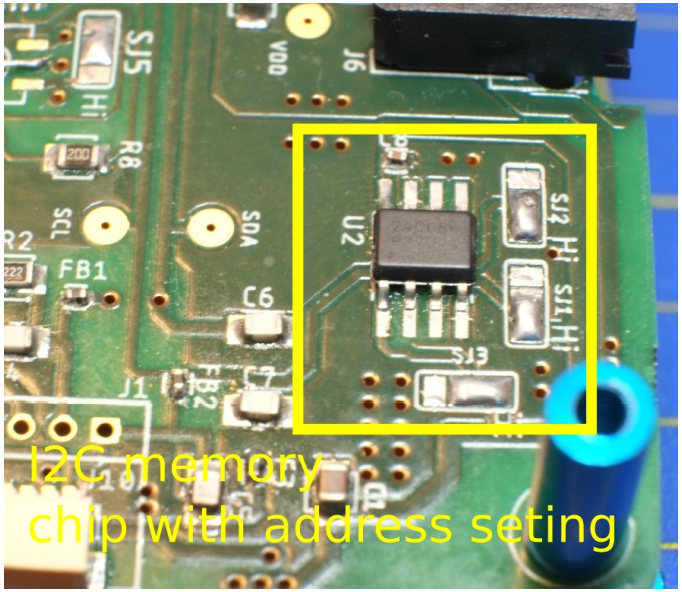 SJ5
VDD
J6
Hi
R8
200
SCL
SDA
U2
SJ2
Hi
R2
222
FB1
C6
SJ1
Hi
SJ3
J1
FB2
C7
I2C memory
chip with address seting